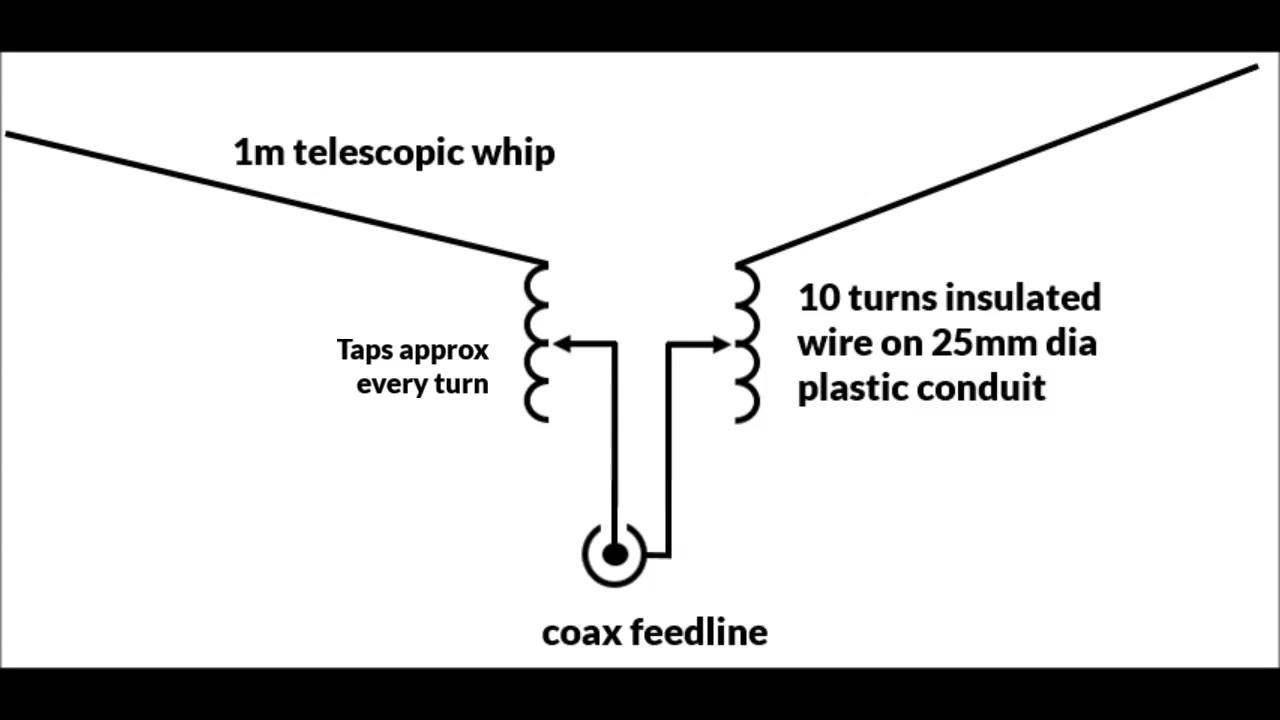 1m telescopic whip
10 turns insulated
wire on 25mm dia
plastic conduit
Taps approx
every turn
coax feedline